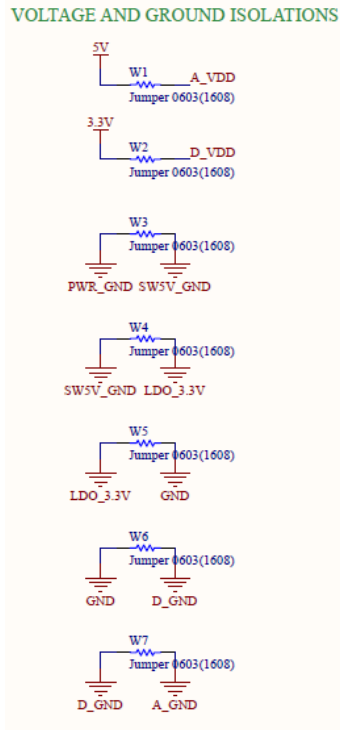 VOLTAGE AND GROUND ISOLATIONS
5V
W1
A_VDD
Jumper 0603(1608)
3.3V
W2
D_VDD
Jumper 0603(1608)
W3
Jumper 0603(1608)
PWR_GND SW5V_GND
W4
Jumper 0603(1608)
SW5V_GND LDO_3.3V
W5
Jumper 0603(1608)
LDO_3.3V GND
W6
Jumper 0603(1608)
GND D_GND
W7
Jumper 0603(1608)
D_GND A_GND